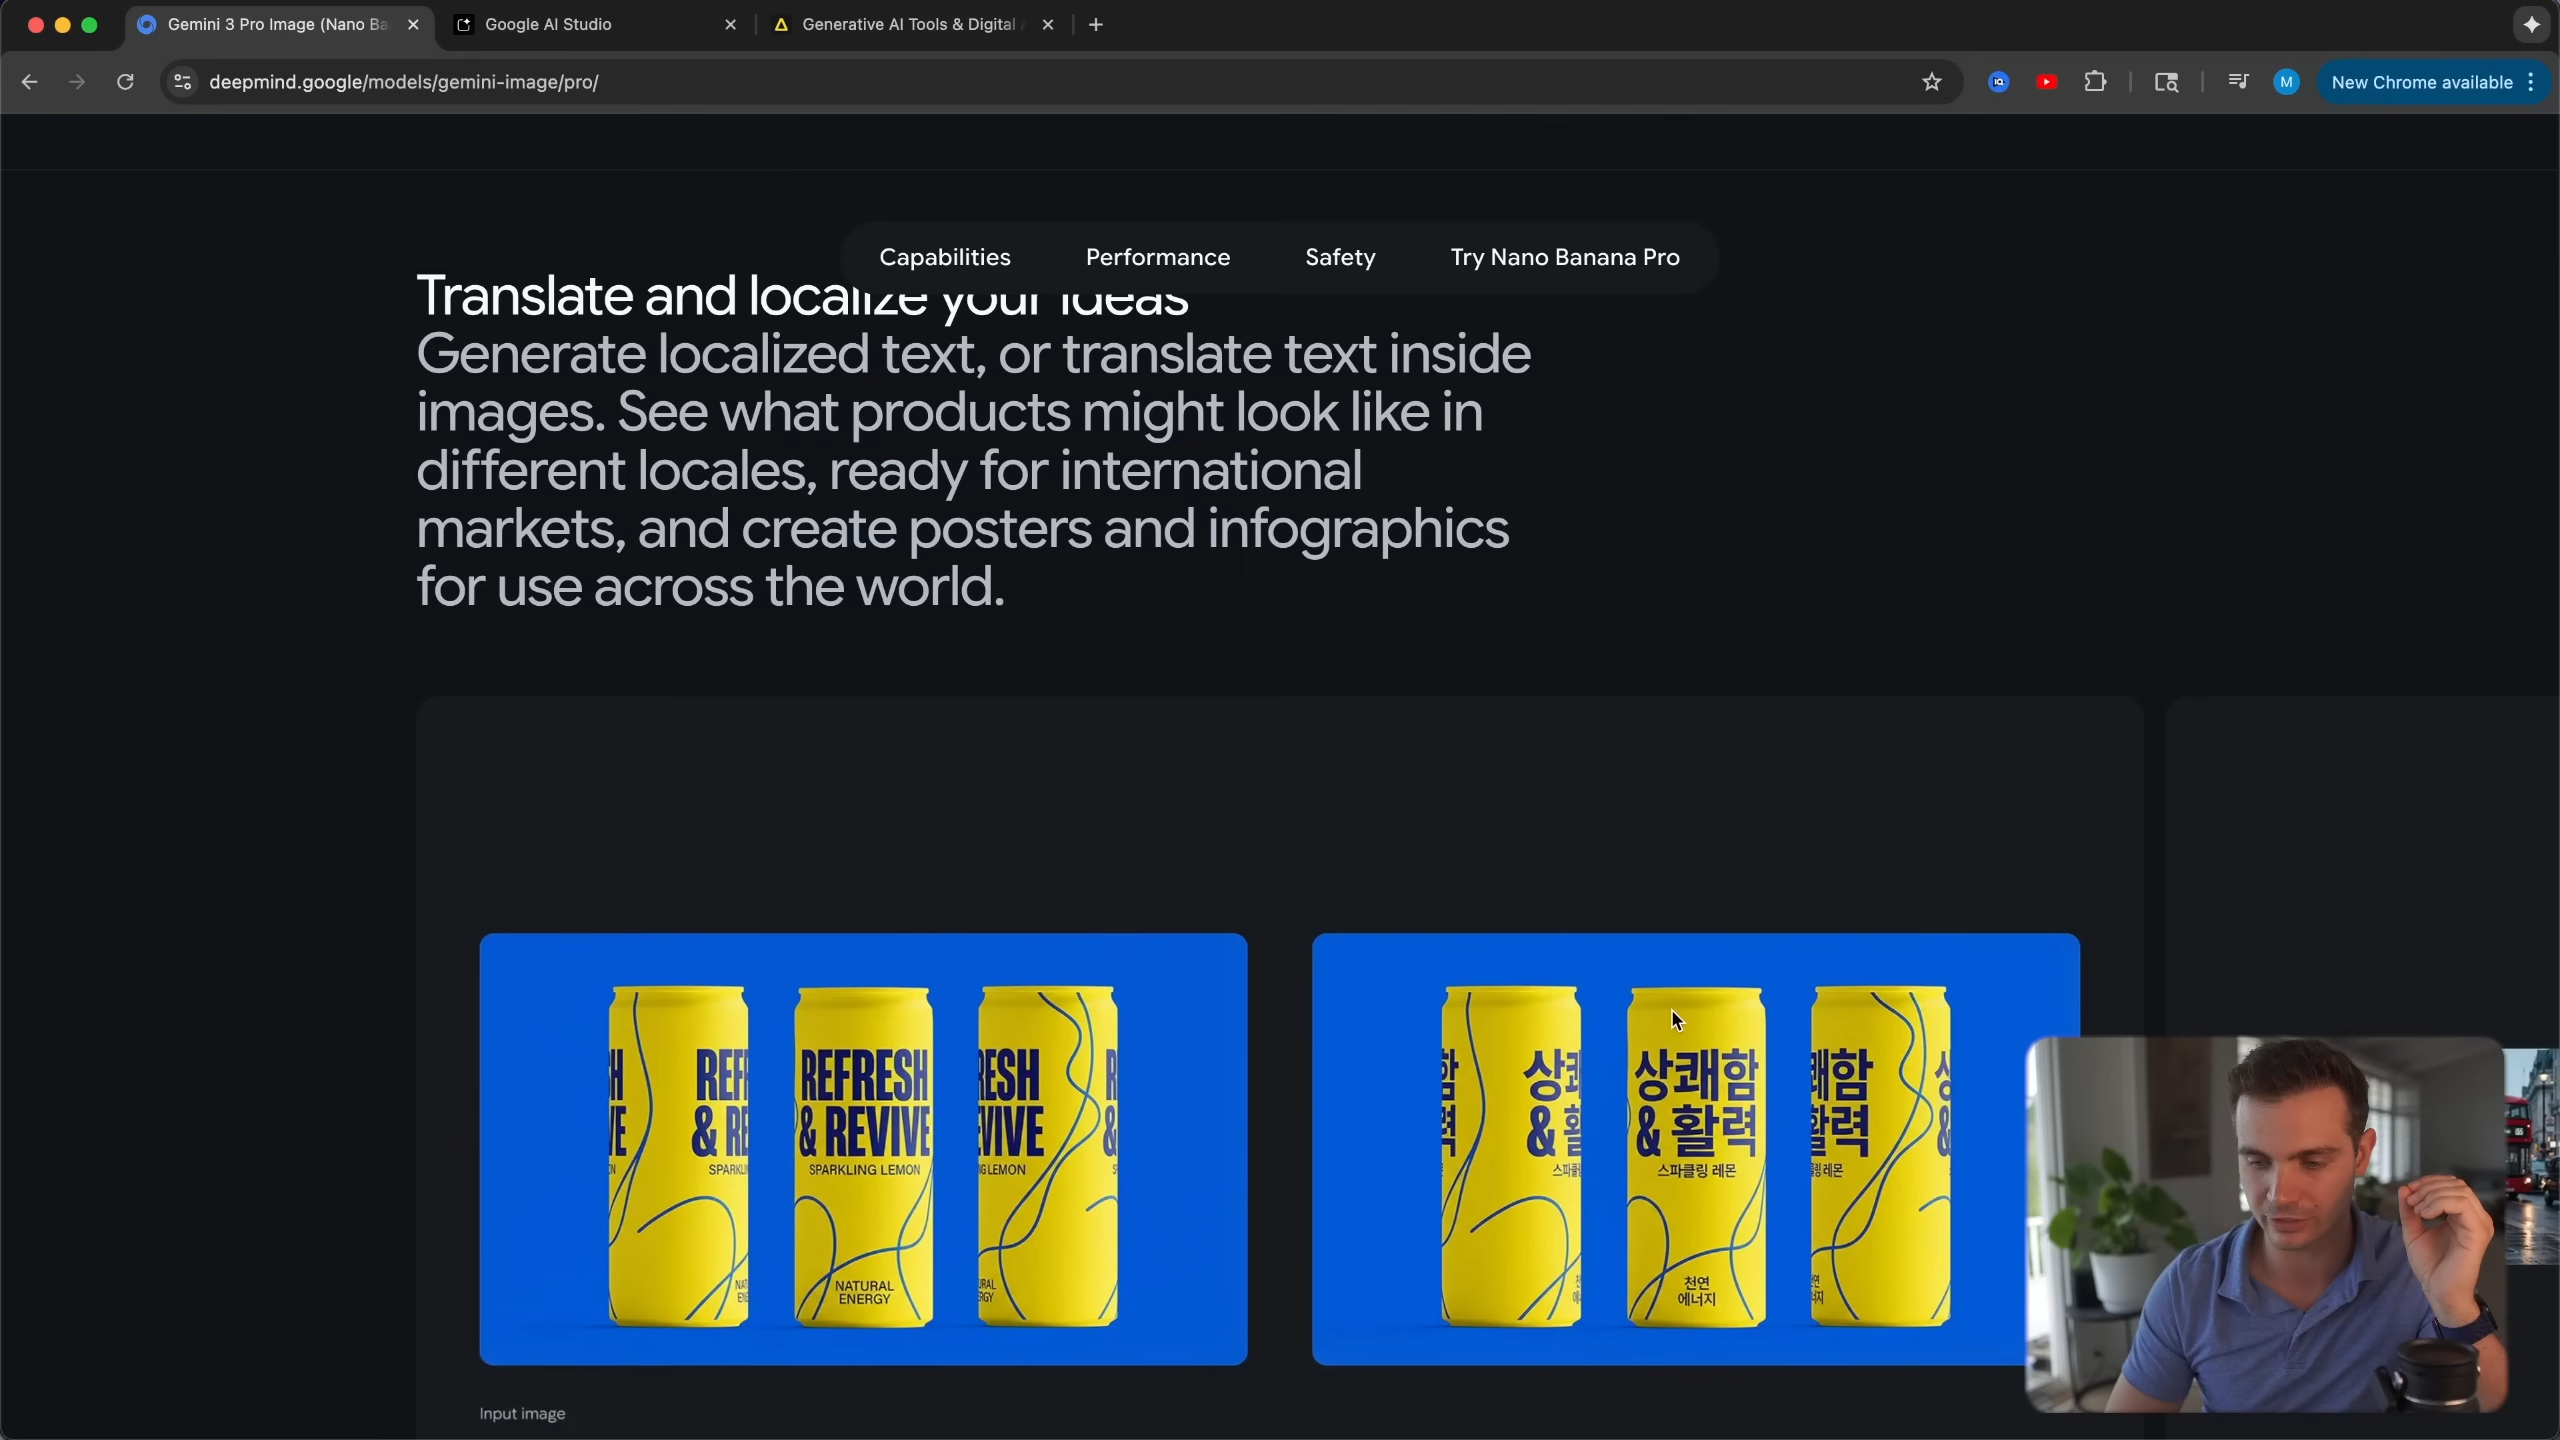 Gemini 3 Pro Image (Nano Ba
Google AI Studio
Generative AI Tools & Digital
deepmind.google/models/gemini-image/pro/
M
New Chrome available
Capabilities
Performance
Safety
Try Nano Banana Pro
Translate and localize your ideas
Generate localized text, or translate text inside
images. See what products might look like in
different locales, ready for international
markets, and create posters and infographics
for use across the world.
REFRESH
& REVIVE
SPARKLING LEMON
NATURAL
ENERGY
상쾌함
& 활력
스파클링 레몬
천연
에너지
Input image